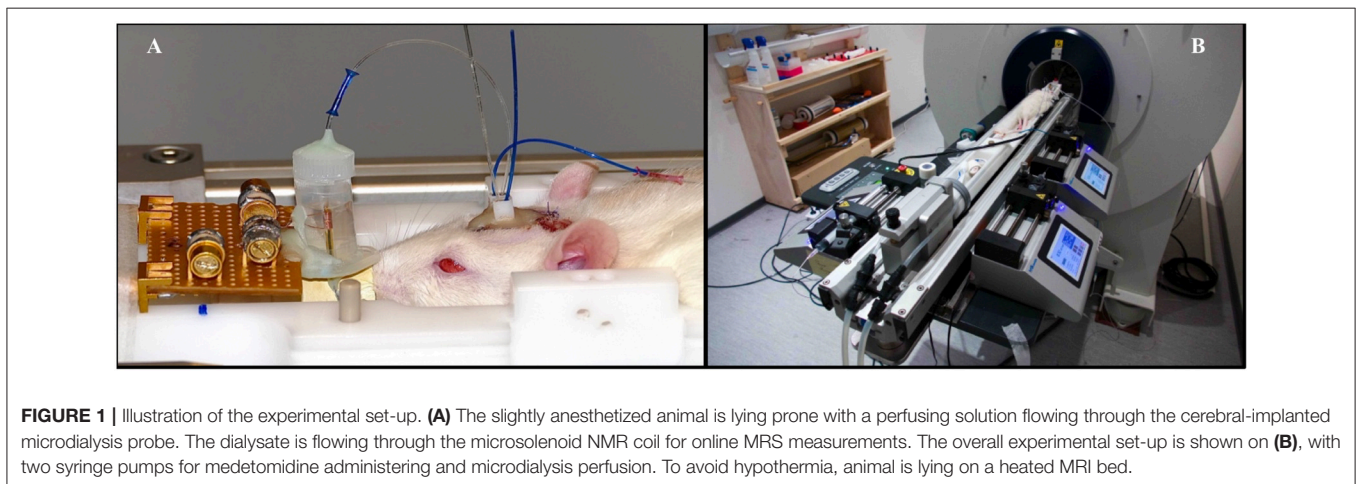 A
B
FIGURE 1 | Illustration of the experimental set-up. (A) The slightly anesthetized animal is lying prone with a perfusing solution flowing through the cerebral-implanted
microdialysis probe. The dialysate is flowing through the microsolenoid NMR coil for online MRS measurements. The overall experimental set-up is shown on (B), with
two syringe pumps for medetomidine administering and microdialysis perfusion. To avoid hypothermia, animal is lying on a heated MRI bed.